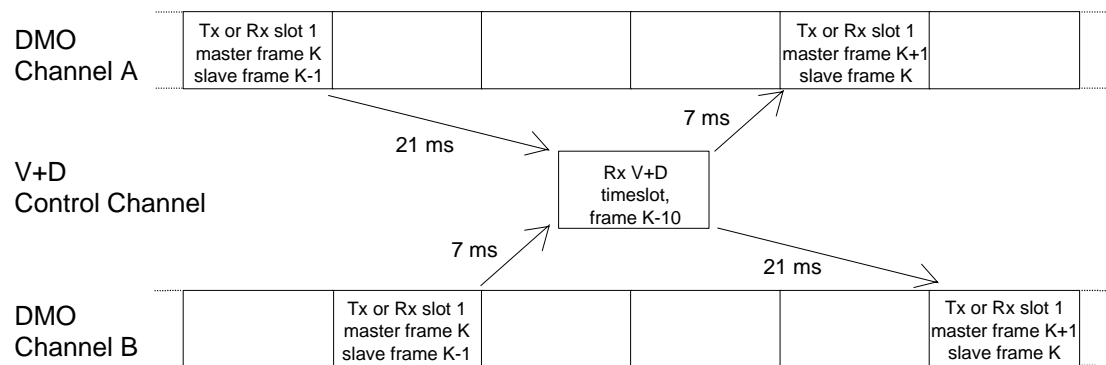 DMO
Channel A
Tx or Rx slot 1
master frame K
slave frame K-1
Tx or Rx slot 1
master frame K+1
slave frame K
21 ms
7 ms
V+D
Control Channel
Rx V+D
timeslot,
frame K-10
7 ms
21 ms
DMO
Channel B
Tx or Rx slot 1
master frame K
slave frame K-1
Tx or Rx slot 1
master frame K+1
slave frame K